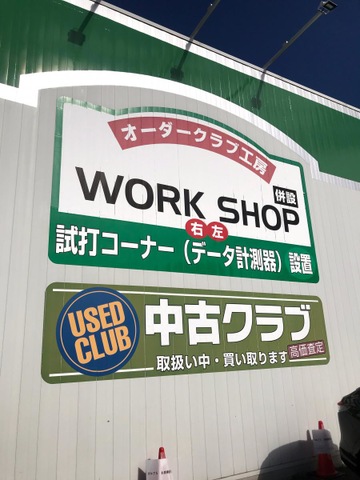 オーダークラブ工房
WORK SHOP 併設
右 左
試打コーナー(データ計測器)設置
USED CLUB
中古クラブ
取扱い中・買い取ります 高価査定